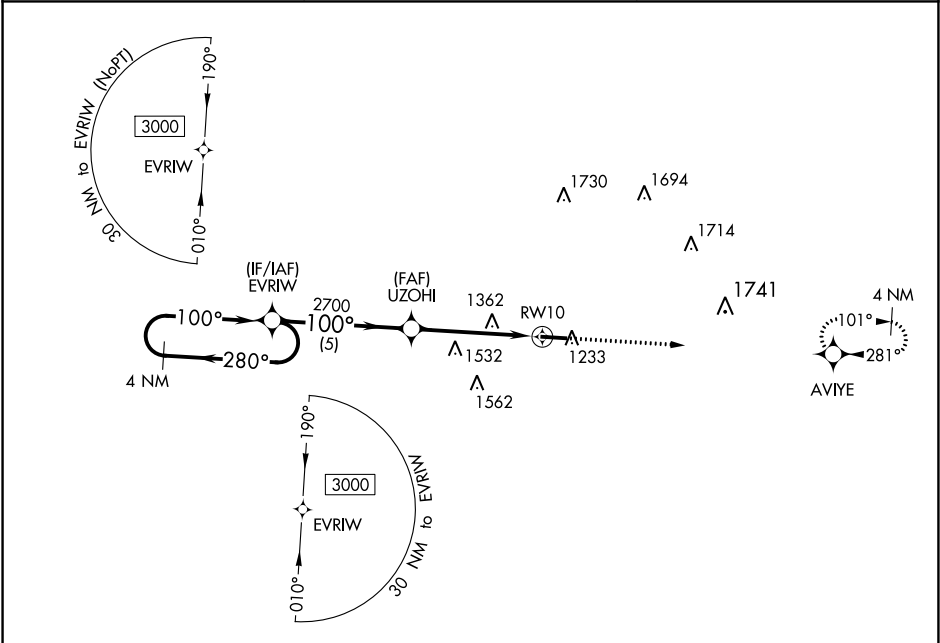 30 NM to EVRIW (NoPT)
190°
3000
EVRIW
010°
1730
1694
1714
1741
(IF/IAF)
EVRIW
(FAF)
UZOHI
2700
100°
(5)
100°
280°
4 NM
1362
1532
1562
RW10
1233
4 NM
101°
281°
AVIYE
190°
3000
EVRIW
010°
30 NM to EVRIW